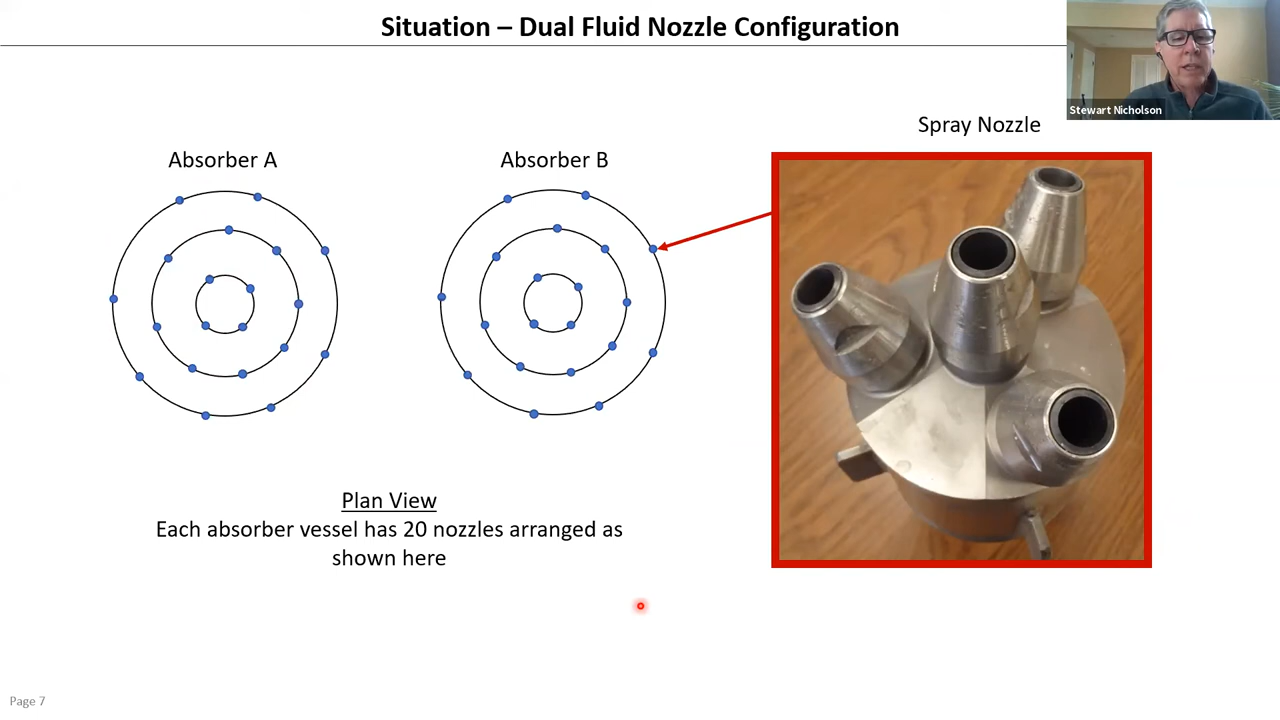 Situation – Dual Fluid Nozzle Configuration
Stewart Nicholson
Spray Nozzle
Absorber A
Absorber B
Plan View
Each absorber vessel has 20 nozzles arranged as
shown here
Page 7